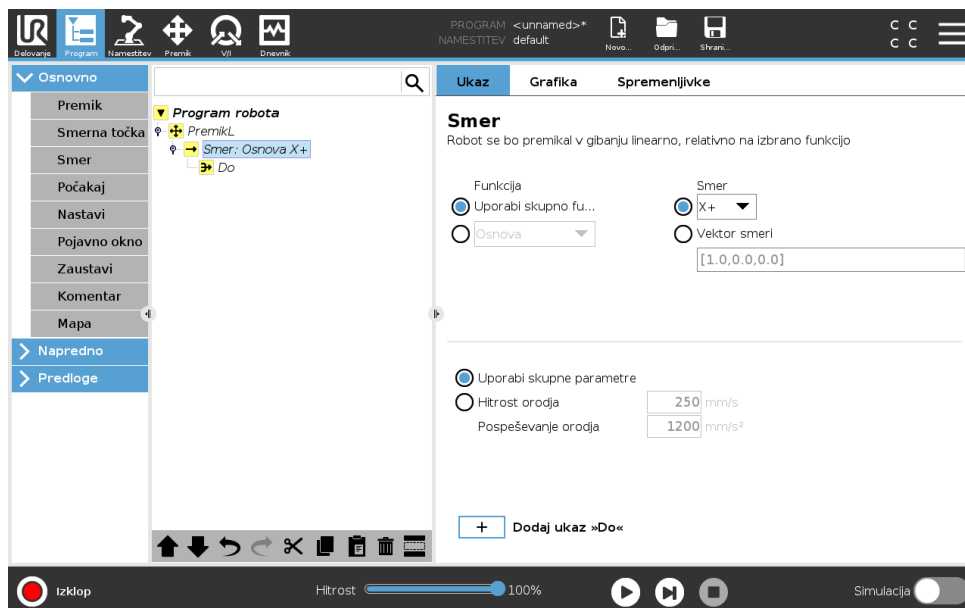 UR
PROGRAM <unnamed>*
NAMESTITEV default
C C
C C
Delovanje Program Namestitev Premik V/I Dnevnik Novo... Odpri... Shrani...
Osnovno
Premik
Smerna točka
Smer
Počakaj
Nastavi
Pojavno okno
Zaustavi
Komentar
Mapa
Napredno
Predloge
Program robota
PremikL
Smer: Osnova X+
Do
Ukaz Grafika Spremenljivke
Smer
Robot se bo premikal v gibanju linearno, relativno na izbrano funkcijo
Funkcija Smer
Uporabi skupno fu... X+
Osnova Vektor smeri
[1.0,0.0,0.0]
Uporabi skupne parametre
Hitrost orodja 250 mm/s
Pospeševanje orodja 1200 mm/s²
+ Dodaj ukaz »Do«
Izklop Hitrost 100% Simulacija